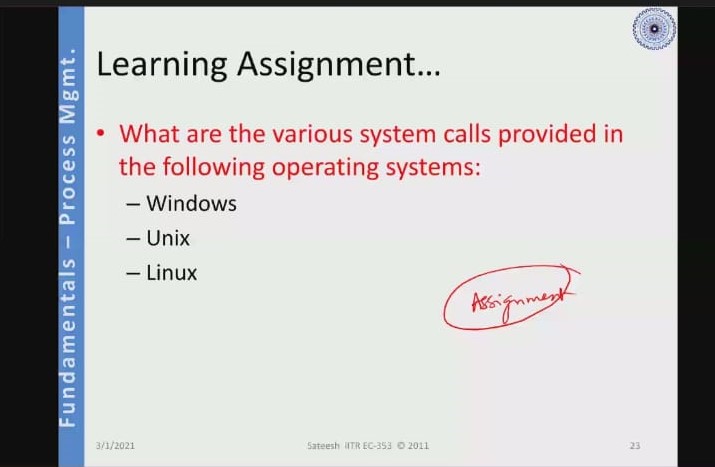 Fundamentals – Process Mgmt.
Learning Assignment…
• What are the various system calls provided in
the following operating systems:
– Windows
– Unix
– Linux
Assignment
3/1/2021
Sateesh IITR EC-353 © 2011
23